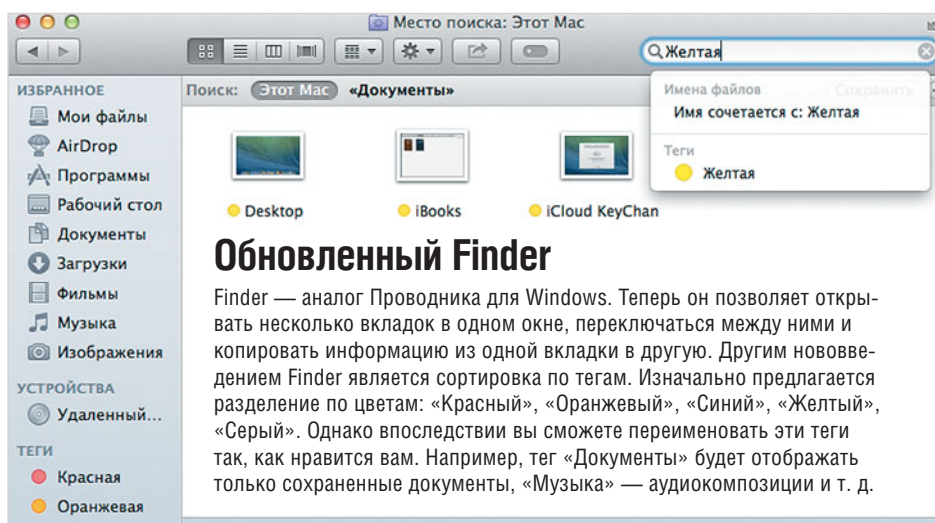 Место поиска: Этот Mac
Желтая
ИЗБРАННОЕ
Мои файлы
AirDrop
Программы
Рабочий стол
Документы
Загрузки
Фильмы
Музыка
Изображения
УСТРОЙСТВА
Удаленный...
ТЕГИ
Красная
Оранжевая
Поиск: Этот Mac «Документы»
Сохранить
Имена файлов
Имя сочетается с: Желтая
Теги
Желтая
Desktop
iBooks
iCloud KeyChan
Обновленный Finder
Finder — аналог Проводника для Windows. Теперь он позволяет откры-
вать несколько вкладок в одном окне, переключаться между ними и
копировать информацию из одной вкладки в другую. Другим нововве-
дением Finder является сортировка по тегам. Изначально предлагается
разделение по цветам: «Красный», «Оранжевый», «Синий», «Желтый»,
«Серый». Однако впоследствии вы сможете переименовать эти теги
так, как нравится вам. Например, тег «Документы» будет отображать
только сохраненные документы, «Музыка» — аудиокомпозиции и т. д.